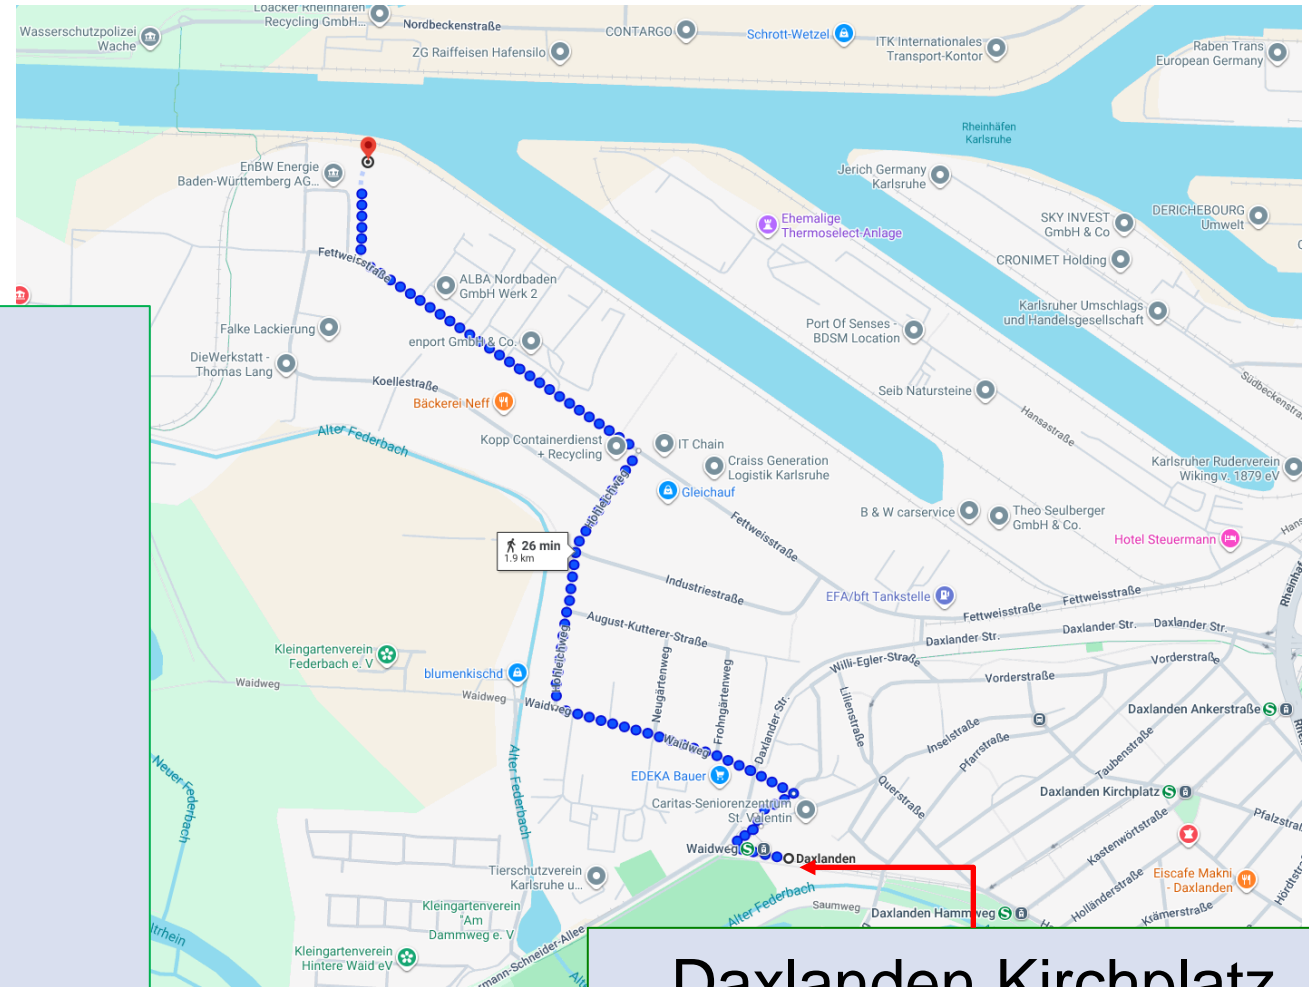 Loacker Rheinhafen
Recycling GmbH...
Nordbeckenstraße
Wasserschutzpolizei
Wache
ZG Raiffeisen Hafensilo
CONTARGO
Schrott-Wetzel
ITK Internationales
Transport-Kontor
Raben Trans
European Germany
Rheinhäfen
Karlsruhe
EnBW Energie
Baden-Württemberg AG...
Jerich Germany
Karlsruhe
Ehemalige
Thermoselect-Anlage
SKY INVEST
GmbH & Co
DERICHEBOURG
Umwelt
CRONIMET Holding
Fettweisstraße
ALBA Nordbaden
GmbH Werk 2
Karlsruher Umschlags
und Handelsgesellschaft
Falke Lackierung
enport GmbH & Co.
Port Of Senses -
BDSM Location
DieWerkstatt -
Thomas Lang
Koellestraße
Bäckerei Neff
Seib Natursteine
Hansastraße
Südbeckenstra
Alter Federbach
Kopp Containerdienst
+ Recycling
IT Chain
Craiss Generation
Logistik Karlsruhe
Karlsruher Ruderverein
Wiking v. 1879 eV
Gleichauf
Hohleichweg
Fettweisstraße
B & W carservice
Theo Seulberger
GmbH & Co.
Hotel Steuermann
26 min
1.9 km
Industriestraße
EFA/bft Tankstelle
Fettweisstraße
Fettweisstraße
August-Kutterer-Straße
Daxlander Str.
Daxlander Str.
Daxlander Str.
Kleingartenverein
Federbach e. V
Hohleichweg
Neugärtenweg
Frohngärtenweg
Willi-Egler-Straße
Vorderstraße
Vorderstraße
blumenkischd
Waidweg
Waidweg
Waidweg
Daxlander Str.
Lilienstraße
Daxlanden Ankerstraße
Inselstraße
Pfarrstraße
Taubenstraße
Waidweg
Alter Federbach
Neuer Federbach
EDEKA Bauer
Querstraße
Daxlanden Kirchplatz
Caritas-Seniorenzentrum
St. Valentin
Kastenwörtstraße
Pfalzstra
Waidweg
Daxlanden
Tierschutzverein
Karlsruhe u...
Eiscafe Makni
- Daxlanden
Alter Federbach
Saumweg
Daxlanden Hammweg
Holländerstraße
Krämerstraße
Kleingartenverein
"Am
Dammweg e. V
Kleingartenverein
Hintere Waid eV
mann-Schneider-Allee
Daxlanden Kirchplatz